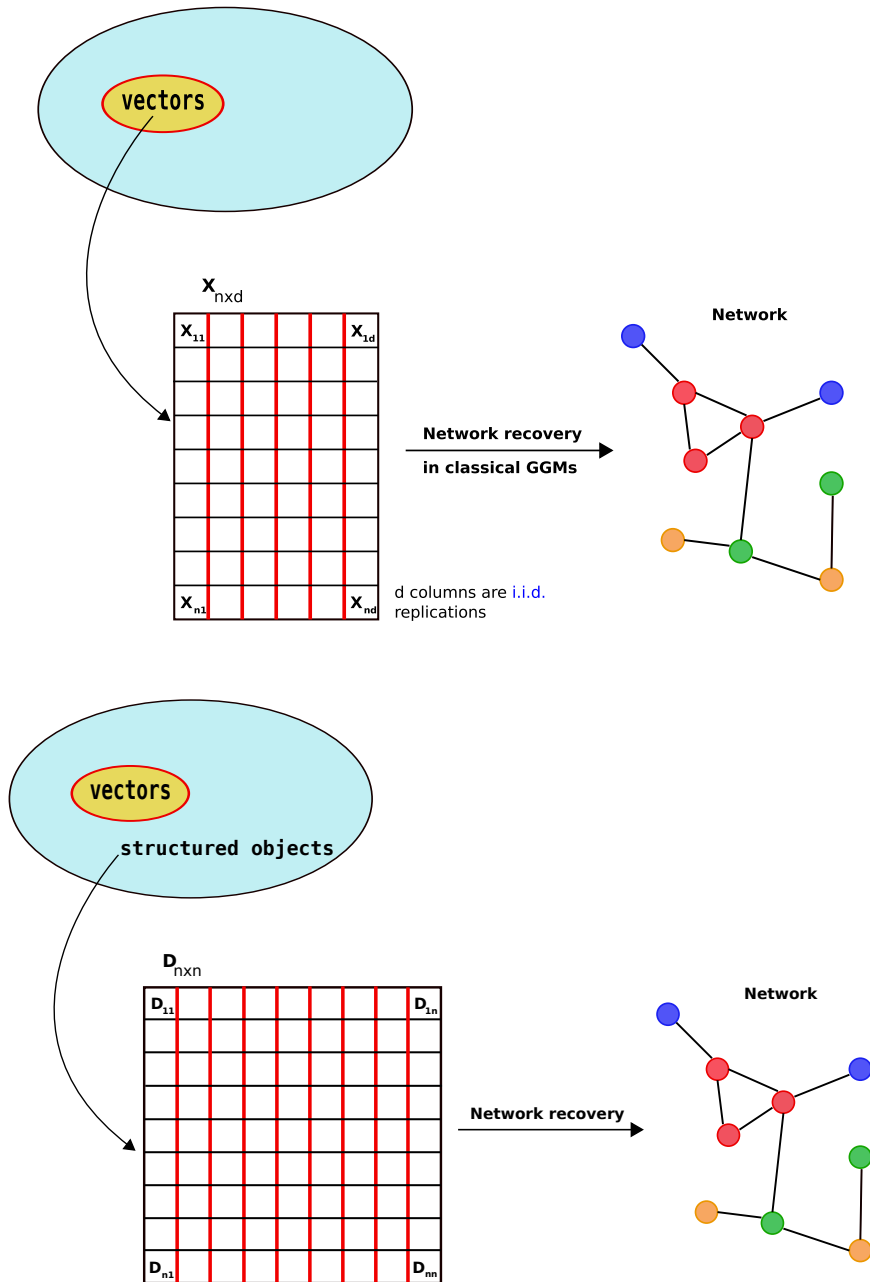 vectors
X nxd
X11 X1d
Network
Network recovery
in classical GGMs
Xn1 Xnd
d columns are i.i.d.
replications
vectors
structured objects
D nxn
D11 D1n
Network
Network recovery
Dn1 Dnn